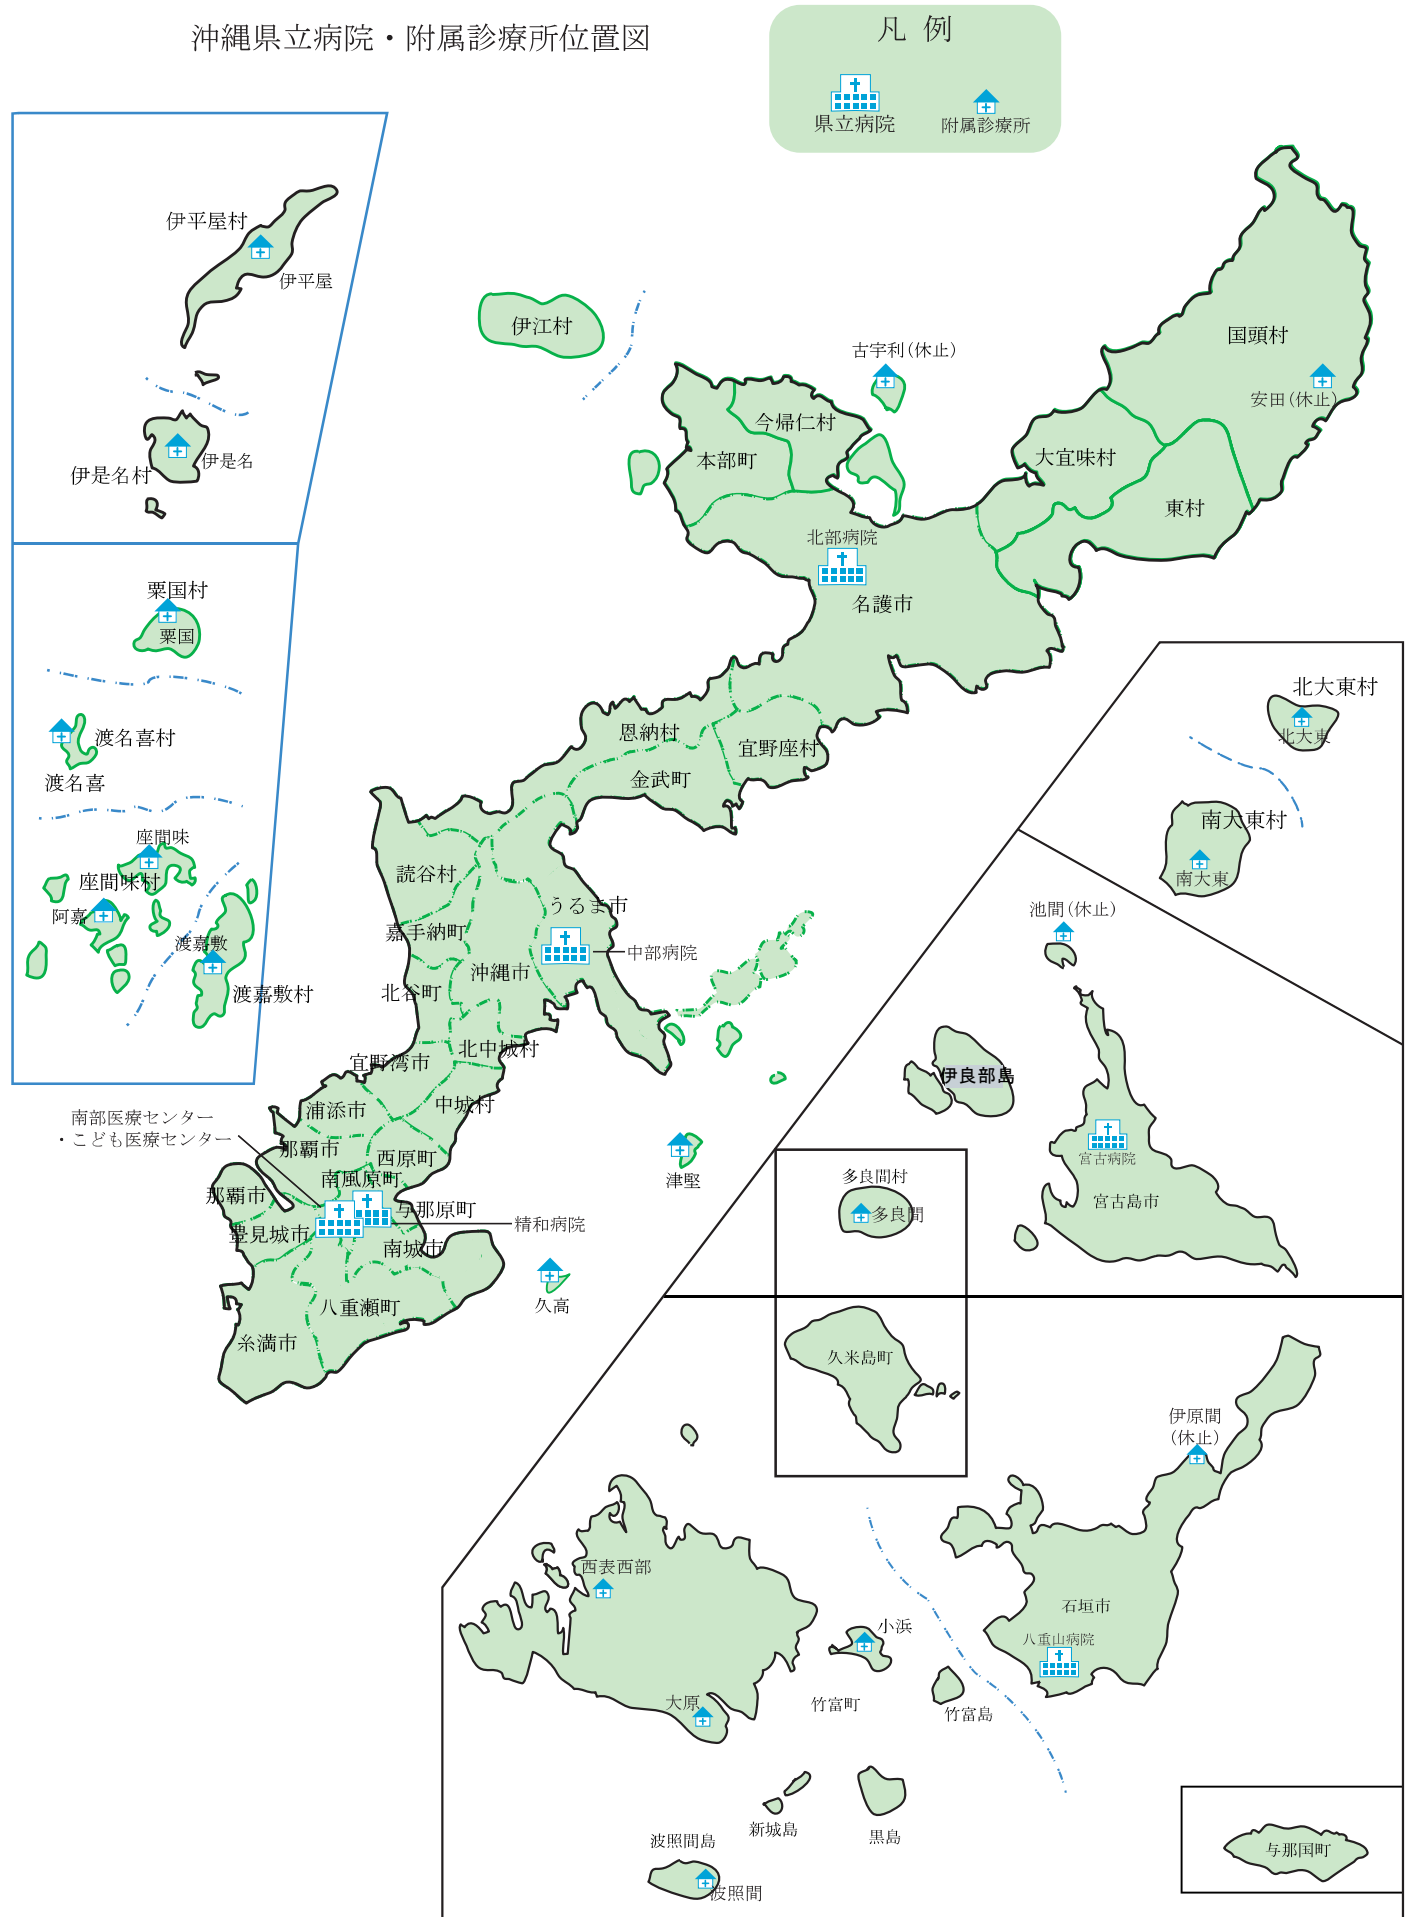 沖縄県立病院・附属診療所位置図
凡 例
県立病院
附属診療所
伊平屋村
伊平屋
伊是名村
伊是名
伊江村
古宇利（休止）
国頭村
安田（休止）
今帰仁村
本部町
大宜味村
東村
北部病院
名護市
粟国村
粟国
渡名喜村
渡名喜
座間味
座間味村
阿嘉
渡嘉敷
渡嘉敷村
恩納村
宜野座村
金武町
読谷村
うるま市
嘉手納町
中部病院
沖縄市
北谷町
北中城村
宜野湾市
中城村
浦添市
南部医療センター
・こども医療センター
那覇市
西原町
南風原町
那覇市
与那原町
豊見城市
精和病院
南城市
八重瀬町
糸満市
津堅
久高
北大東村
北大東
南大東村
南大東
池間（休止）
伊良部島
宮古病院
宮古島市
多良間村
多良間
久米島町
伊原間
（休止）
西表西部
石垣市
小浜
八重山病院
大原
竹富町
竹富島
新城島
黒島
波照間島
波照間
与那国町